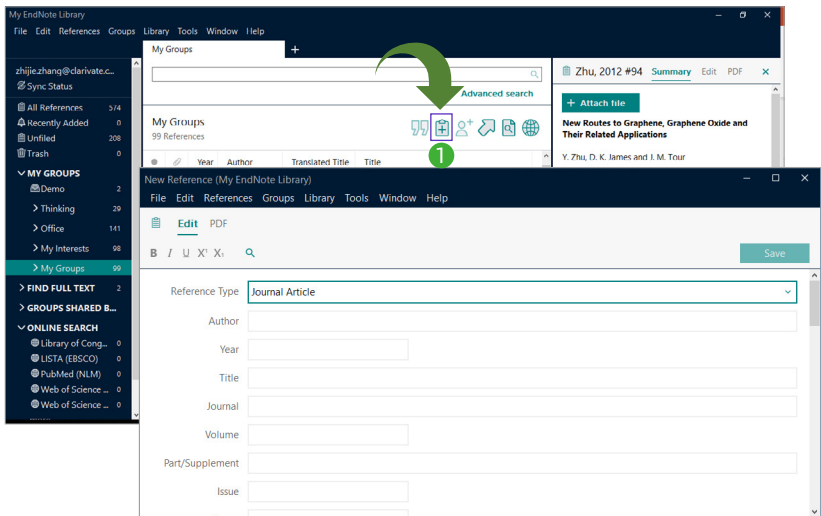 My EndNote Library
File Edit References Groups Library Tools Window Help
My Groups +
zhijie.zhang@clarivate.c...
Sync Status
All References 574
Recently Added 0
Unfiled 208
Trash 0
MY GROUPS
Demo 2
Thinking 29
Office 141
My Interests 98
My Groups 99
FIND FULL TEXT 2
GROUPS SHARED B...
ONLINE SEARCH
Library of Cong... 0
LISTA (EBSCO) 0
PubMed (NLM) 0
Web of Science ... 0
Web of Science ... 0
Advanced search
My Groups
99 References
1
Year Author Translated Title Title
Zhu, 2012 #94 Summary Edit PDF
+ Attach file
New Routes to Graphene, Graphene Oxide and
Their Related Applications
Y. Zhu, D. K. James and J. M. Tour
New Reference (My EndNote Library)
File Edit References Groups Library Tools Window Help
Edit PDF
B I U X¹ X₁
Save
Reference Type Journal Article
Author
Year
Title
Journal
Volume
Part/Supplement
Issue